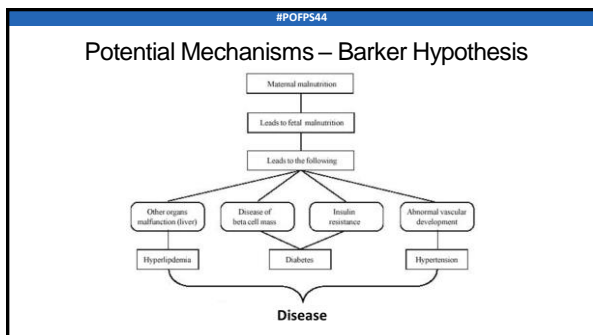 #POFPS44
Potential Mechanisms – Barker Hypothesis
Maternal malnutrition
Leads to fetal malnutrition
Leads to the following
Other organs
malfunction (liver)
Disease of
beta cell mass
Insulin
resistance
Abnormal vascular
development
Hyperlipdemia
Diabetes
Hypertension
Disease